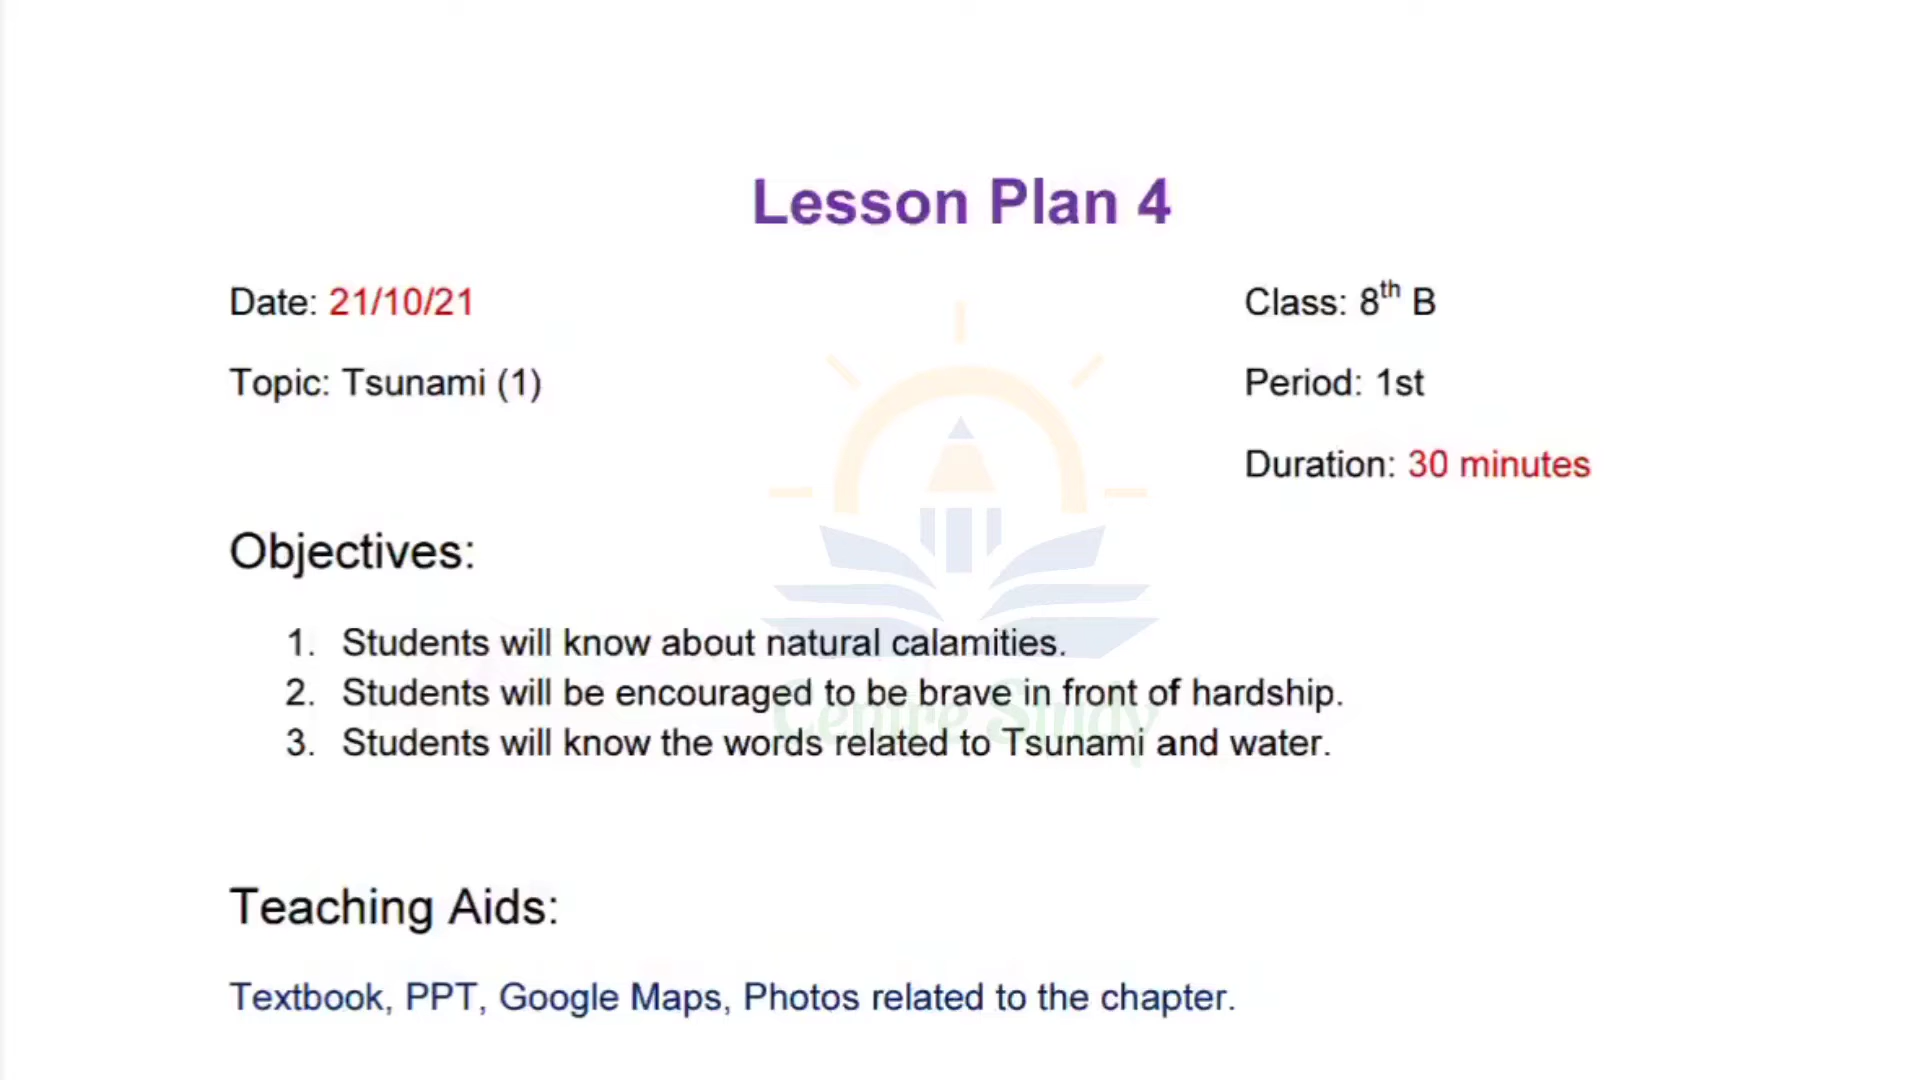 Lesson Plan 4
Date: 21/10/21
Class: 8th B
Topic: Tsunami (1)
Period: 1st
Duration: 30 minutes
Objectives:
1. Students will know about natural calamities.
2. Students will be encouraged to be brave in front of hardship.
Centre Study
3. Students will know the words related to Tsunami and water.
Teaching Aids:
Textbook, PPT, Google Maps, Photos related to the chapter.